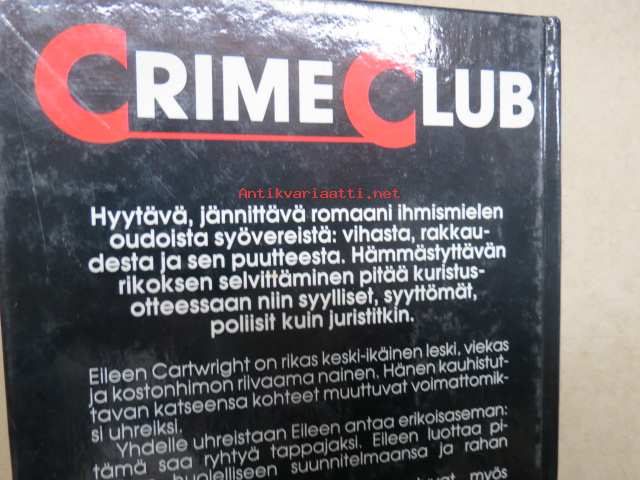 CRIME CLUB
Antikvariaatti.net
Hyytävä, jännittävä romaani ihmismielen
oudoista syövereistä: vihasta, rakkau-
desta ja sen puutteesta. Hämmästyttävän
rikoksen selvittäminen pitää kuristus-
otteessaan niin syylliset, syyttömät,
poliisit kuin juristitkin.
Eileen Cartwright on rikas keski-ikäinen leski, viekas
ja kostonhimon riivaama nainen. Hänen kauhistut-
tavan katseensa kohteet muuttuvat voimattomik-
si uhreiksi.
Yhdelle uhreistaan Eileen antaa erikoisaseman:
tämä saa ryhtyä tappajaksi. Eileen luottaa pi-
huolelliseen suunnitelmaansa ja rahan
myös